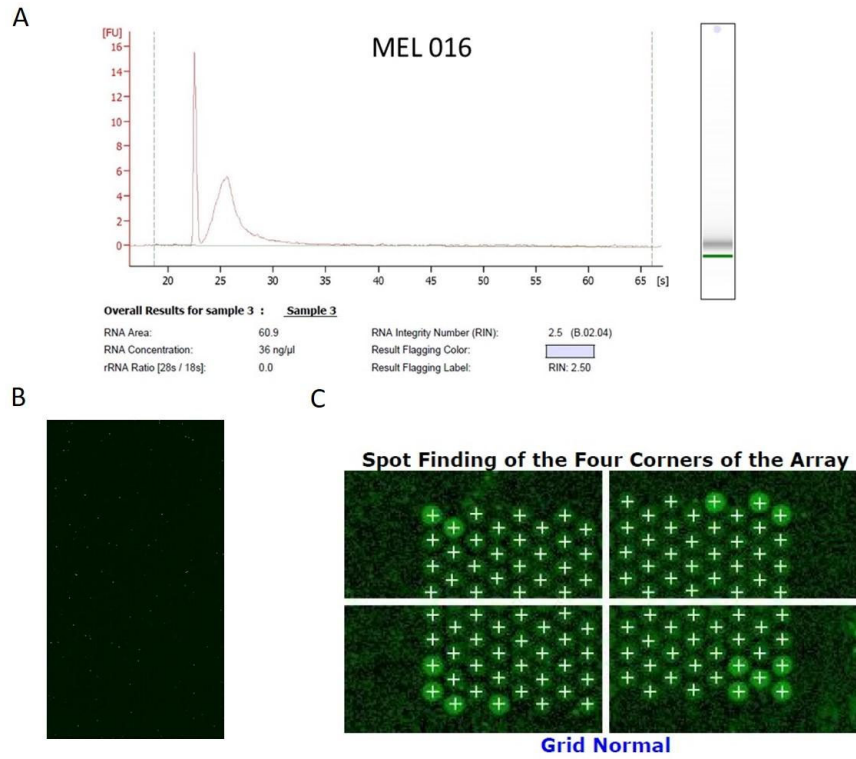 A
[FU]
MEL 016
16
14
12
10
8
6
4
2
0
20 25 30 35 40 45 50 55 60 65 [s]
Overall Results for sample 3 : Sample 3
RNA Area: 60.9 RNA Integrity Number (RIN): 2.5 (B.02.04)
RNA Concentration: 36 ng/µl Result Flagging Color:
rRNA Ratio [28s / 18s]: 0.0 Result Flagging Label: RIN: 2.50
B
C
Spot Finding of the Four Corners of the Array
Grid Normal